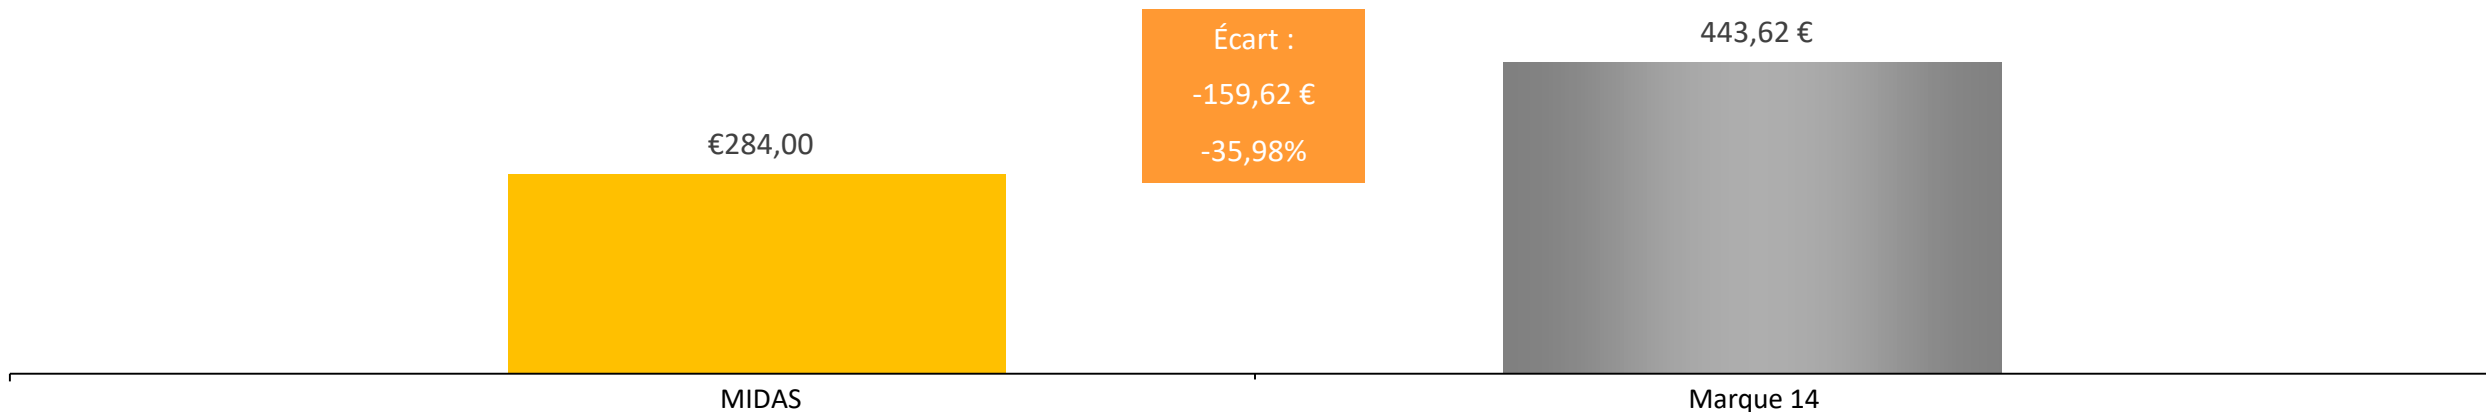 Écart :
-159,62 €
-35,98%
443,62 €
€284,00
MIDAS
Marque 14